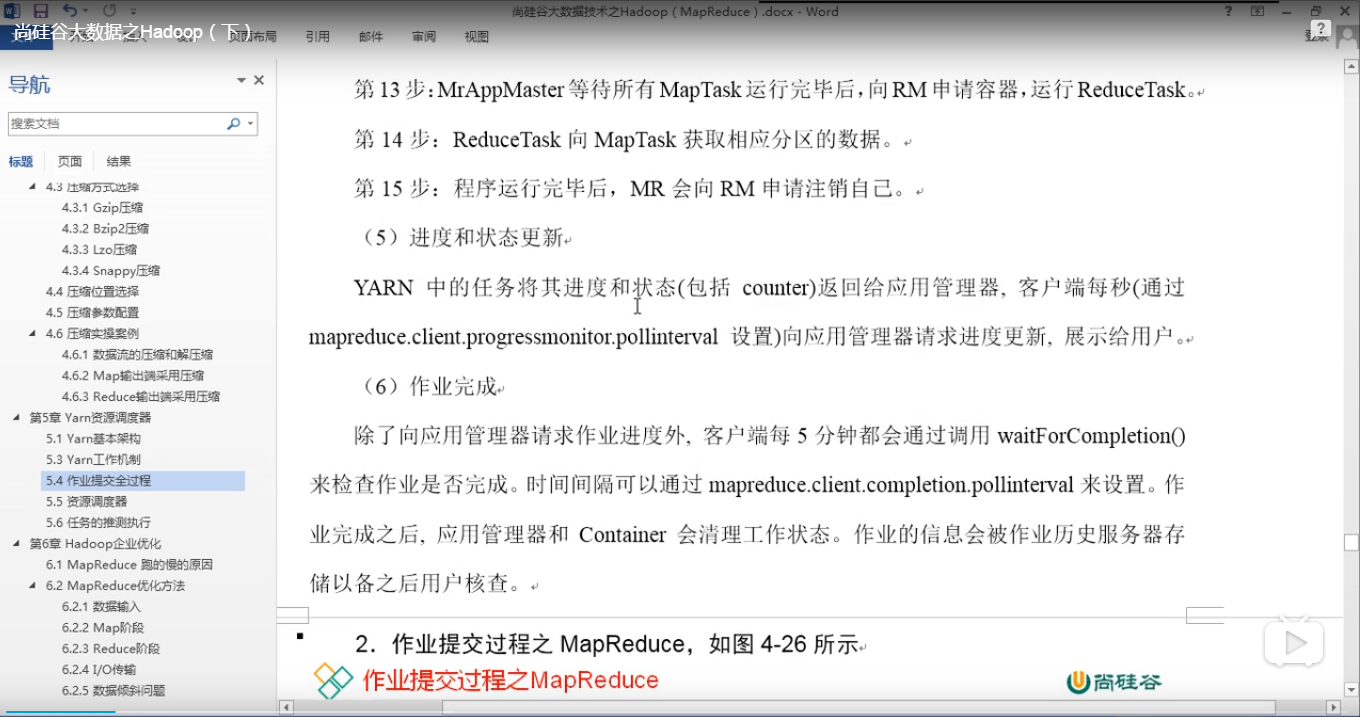 尚硅谷大数据技术之Hadoop（MapReduce）.docx - Word
尚硅谷大数据之Hadoop（下）
页面布局 引用 邮件 审阅 视图 登录
导航
搜索文档
标题 页面 结果
4.3 压缩方式选择
4.3.1 Gzip压缩
4.3.2 Bzip2压缩
4.3.3 Lzo压缩
4.3.4 Snappy压缩
4.4 压缩位置选择
4.5 压缩参数配置
4.6 压缩实操案例
4.6.1 数据流的压缩和解压缩
4.6.2 Map输出端采用压缩
4.6.3 Reduce输出端采用压缩
第5章 Yarn资源调度器
5.1 Yarn基本架构
5.3 Yarn工作机制
5.4 作业提交全过程
5.5 资源调度器
5.6 任务的推测执行
第6章 Hadoop企业优化
6.1 MapReduce 跑的慢的原因
6.2 MapReduce优化方法
6.2.1 数据输入
6.2.2 Map阶段
6.2.3 Reduce阶段
6.2.4 I/O传输
6.2.5 数据倾斜问题
第 13 步：MrAppMaster 等待所有 MapTask 运行完毕后，向 RM 申请容器，运行 ReduceTask。
第 14 步：ReduceTask 向 MapTask 获取相应分区的数据。
第 15 步：程序运行完毕后，MR 会向 RM 申请注销自己。
（5）进度和状态更新
YARN 中的任务将其进度和状态(包括 counter)返回给应用管理器, 客户端每秒(通过
mapreduce.client.progressmonitor.pollinterval 设置)向应用管理器请求进度更新, 展示给用户。
（6）作业完成
除了向应用管理器请求作业进度外, 客户端每 5 分钟都会通过调用 waitForCompletion()
来检查作业是否完成。时间间隔可以通过 mapreduce.client.completion.pollinterval 来设置。作
业完成之后, 应用管理器和 Container 会清理工作状态。作业的信息会被作业历史服务器存
储以备之后用户核查。
2．作业提交过程之 MapReduce，如图 4-26 所示
作业提交过程之MapReduce
尚硅谷